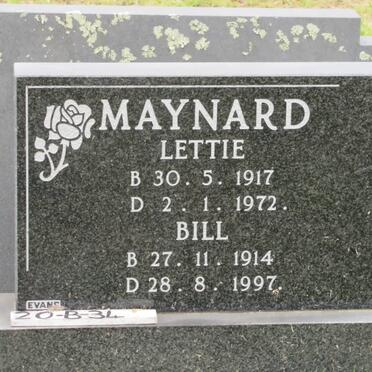 MAYNARD
LETTIE
B 30. 5. 1917
D 2. 1. 1972.
BILL
B 27. 11. 1914
D 28. 8. 1997.
EVANS
20-B-34